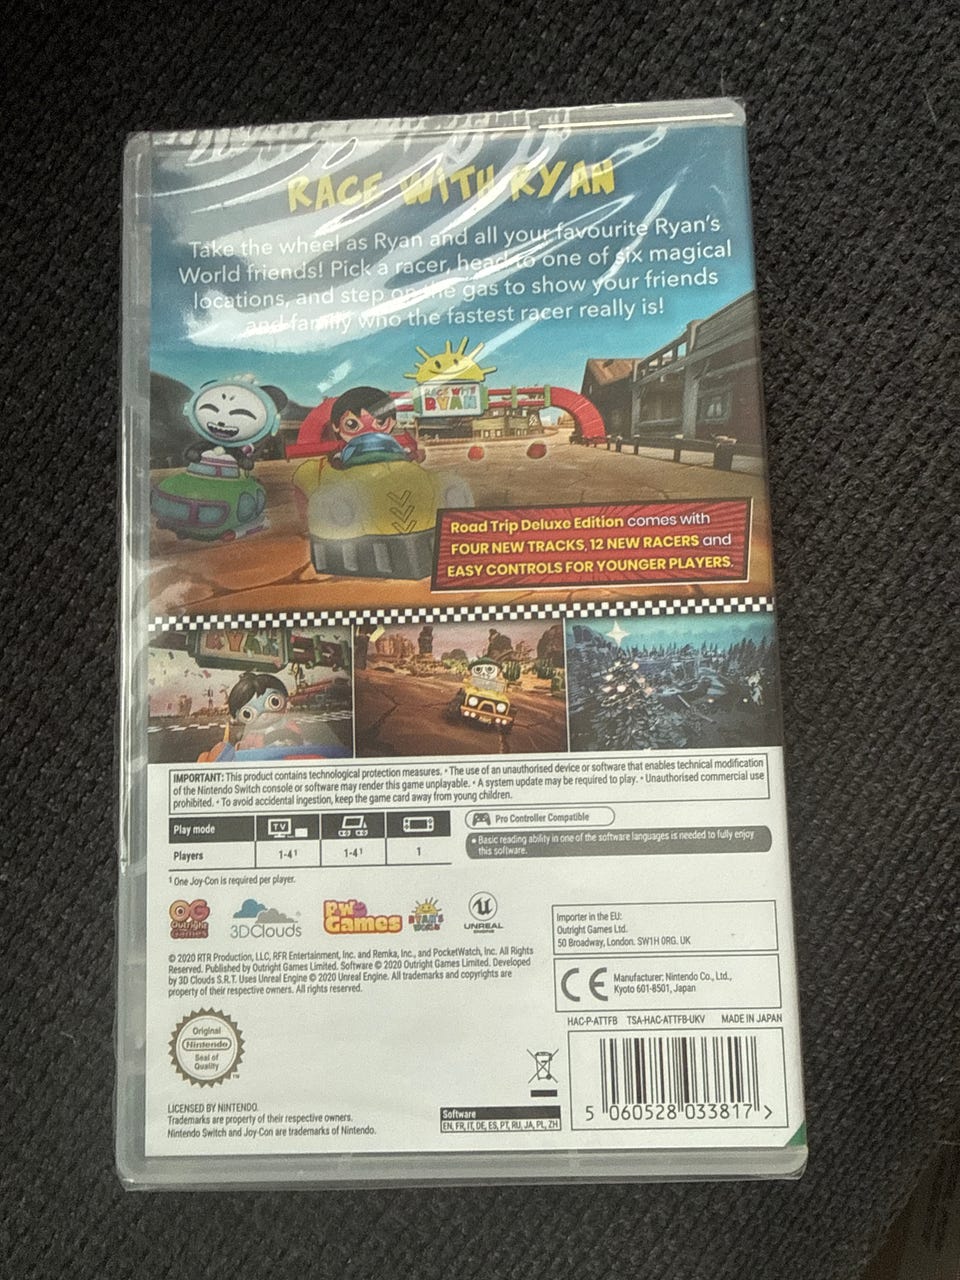 RACE WITH RYAN
Take the wheel as Ryan and all your favourite Ryan's
World friends! Pick a racer, head to one of six magical
locations, and step on the gas to show your friends
and family who the fastest racer really is!
RACE WITH
RYAN
Road Trip Deluxe Edition comes with
FOUR NEW TRACKS, 12 NEW RACERS and
EASY CONTROLS FOR YOUNGER PLAYERS.
RYAN
IMPORTANT: This product contains technological protection measures. • The use of an unauthorised device or software that enables technical modification
of the Nintendo Switch console or software may render this game unplayable. • A system update may be required to play. • Unauthorised commercial use
prohibited. • To avoid accidental ingestion, keep the game card away from young children.
Play mode
TV
Players
1-4¹
1-4¹
1
Pro Controller Compatible
• Basic reading ability in one of the software languages is needed to fully enjoy
this software.
¹ One Joy-Con is required per player.
OG
Outright
Games
3DClouds
PW
Games
RYAN'S
WORLD
UNREAL
ENGINE
Importer in the EU:
Outright Games Ltd.
50 Broadway, London. SW1H 0RG. UK
© 2020 RTR Production, LLC, RFR Entertainment, Inc. and Remka, Inc., and PocketWatch, Inc. All Rights
Reserved. Published by Outright Games Limited. Software © 2020 Outright Games Limited. Developed
by 3D Clouds S.R.T. Uses Unreal Engine © 2020 Unreal Engine. All trademarks and copyrights are
property of their respective owners. All rights reserved.
CE
Manufacturer: Nintendo Co., Ltd.,
Kyoto 601-8501, Japan
HAC-P-ATTFB TSA-HAC-ATTFB-UKV MADE IN JAPAN
Original
Nintendo
Seal of
Quality
TM
LICENSED BY NINTENDO.
Trademarks are property of their respective owners.
Nintendo Switch and Joy-Con are trademarks of Nintendo.
Software
EN, FR, IT, DE, ES, PT, RU, JA, PL, ZH
5 060528 033817 >